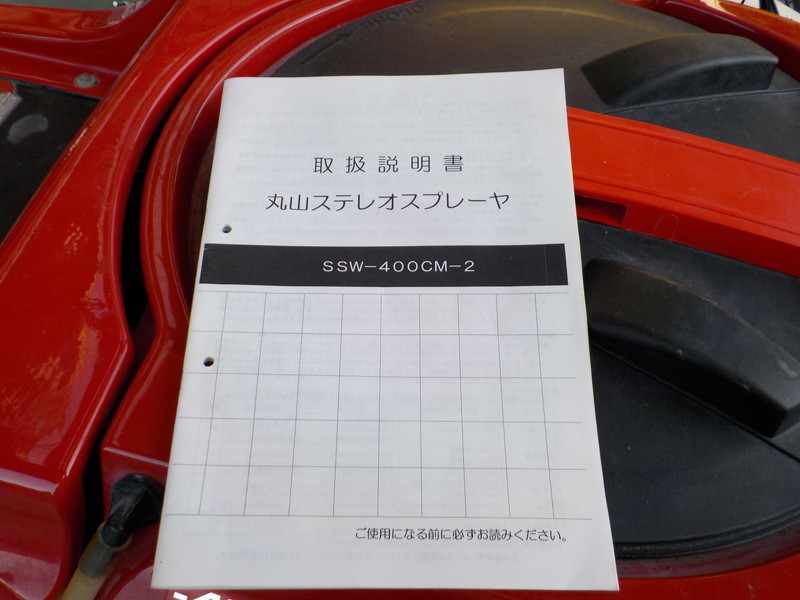 CLOSE
取扱説明書
丸山ステレオスプレーヤ
SSW-400CM-2
ご使用になる前に必ずお読みください。